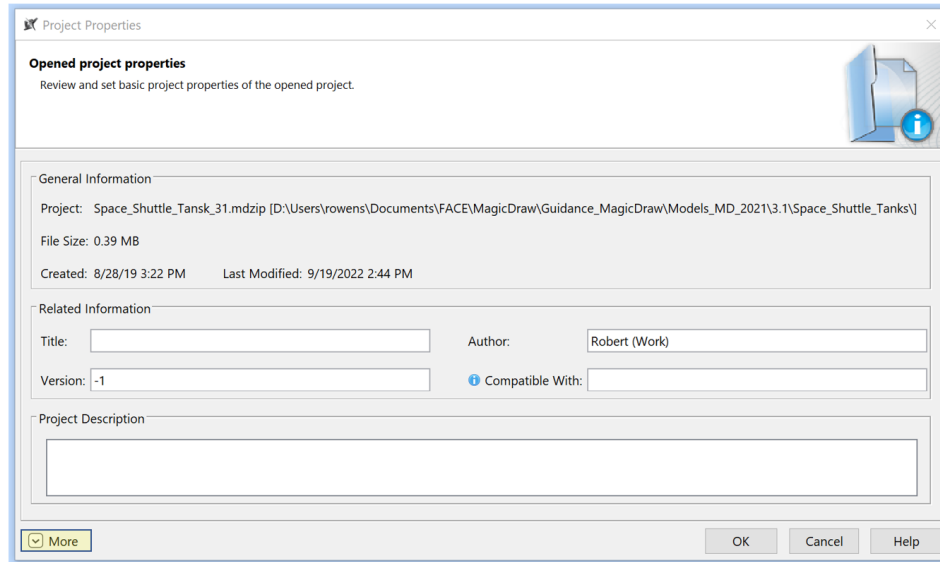 Project Properties
Opened project properties
Review and set basic project properties of the opened project.
General Information
Project: Space_Shuttle_Tansk_31.mdzip [D:\Users\rowens\Documents\FACE\MagicDraw\Guidance_MagicDraw\Models_MD_2021\3.1\Space_Shuttle_Tanks\]
File Size: 0.39 MB
Created: 8/28/19 3:22 PM Last Modified: 9/19/2022 2:44 PM
Related Information
Title: Author: Robert (Work)
Version: -1 Compatible With:
Project Description
More OK Cancel Help